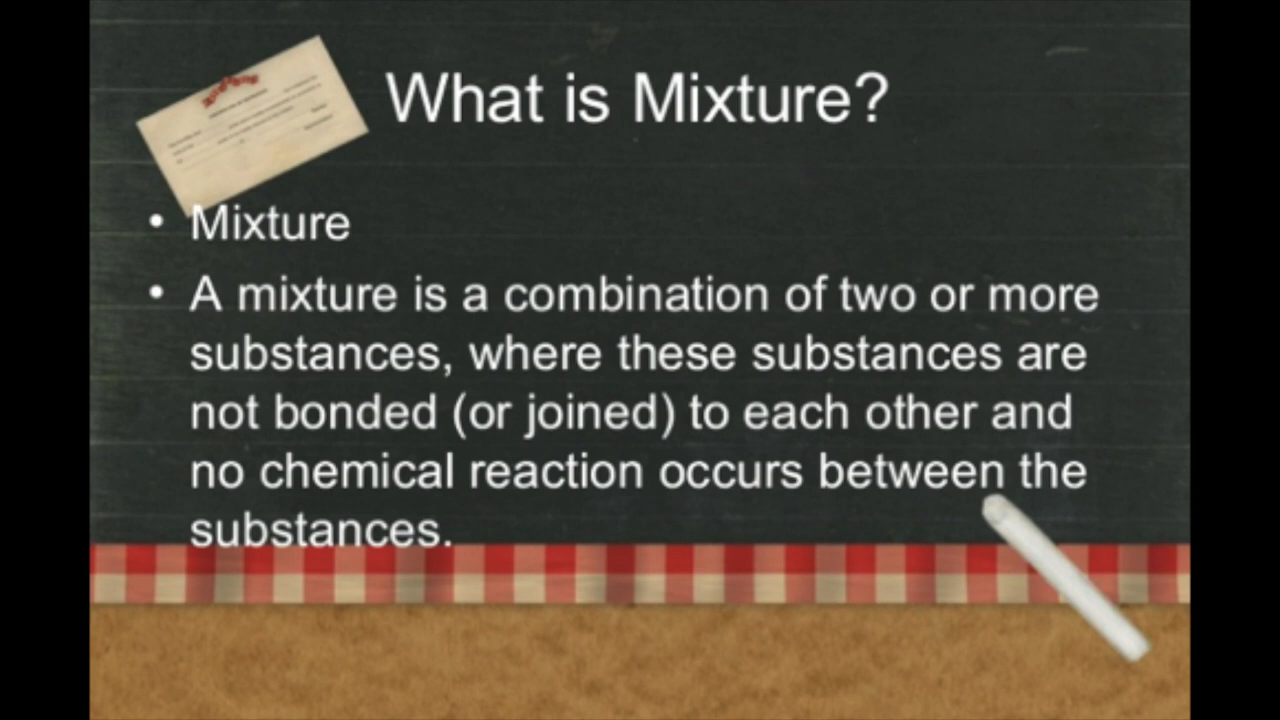 What is Mixture?
• Mixture
• A mixture is a combination of two or more
substances, where these substances are
not bonded (or joined) to each other and
no chemical reaction occurs between the
substances.